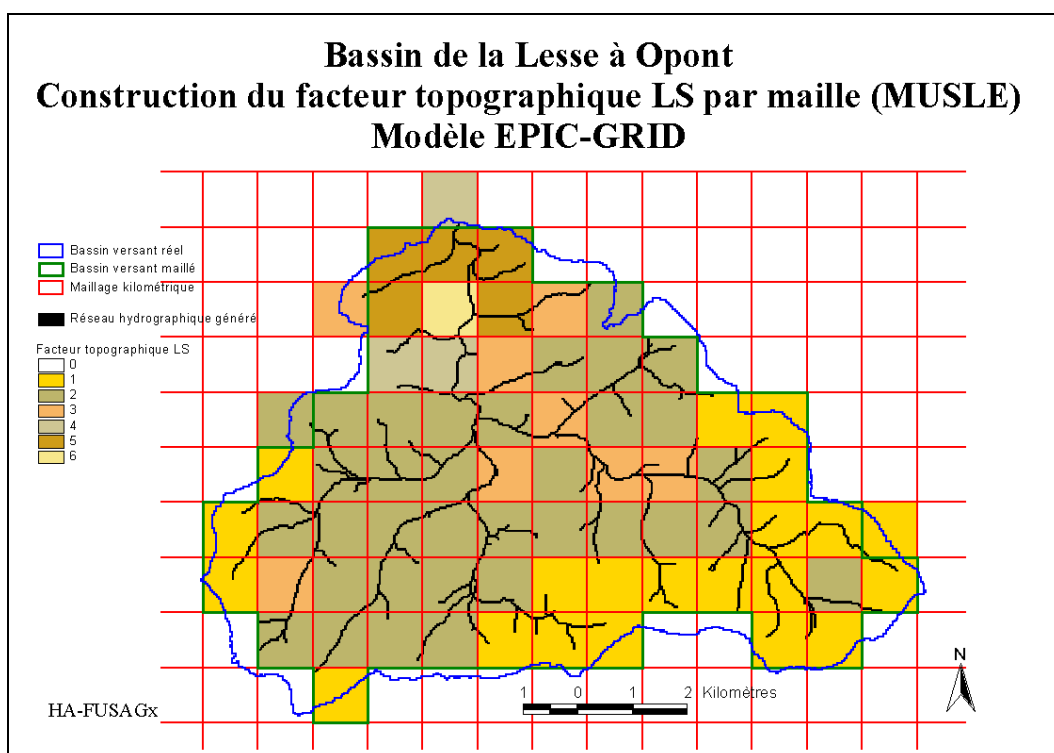 Bassin de la Lesse à Opont
Construction du facteur topographique LS par maille (MUSLE)
Modèle EPIC-GRID
Bassin versant réel
Bassin versant maillé
Maillage kilométrique
Réseau hydrographique généré
Facteur topographique LS
0
1
2
3
4
5
6
N
1 0 1 2 Kilomètres
HA-FUSAGx